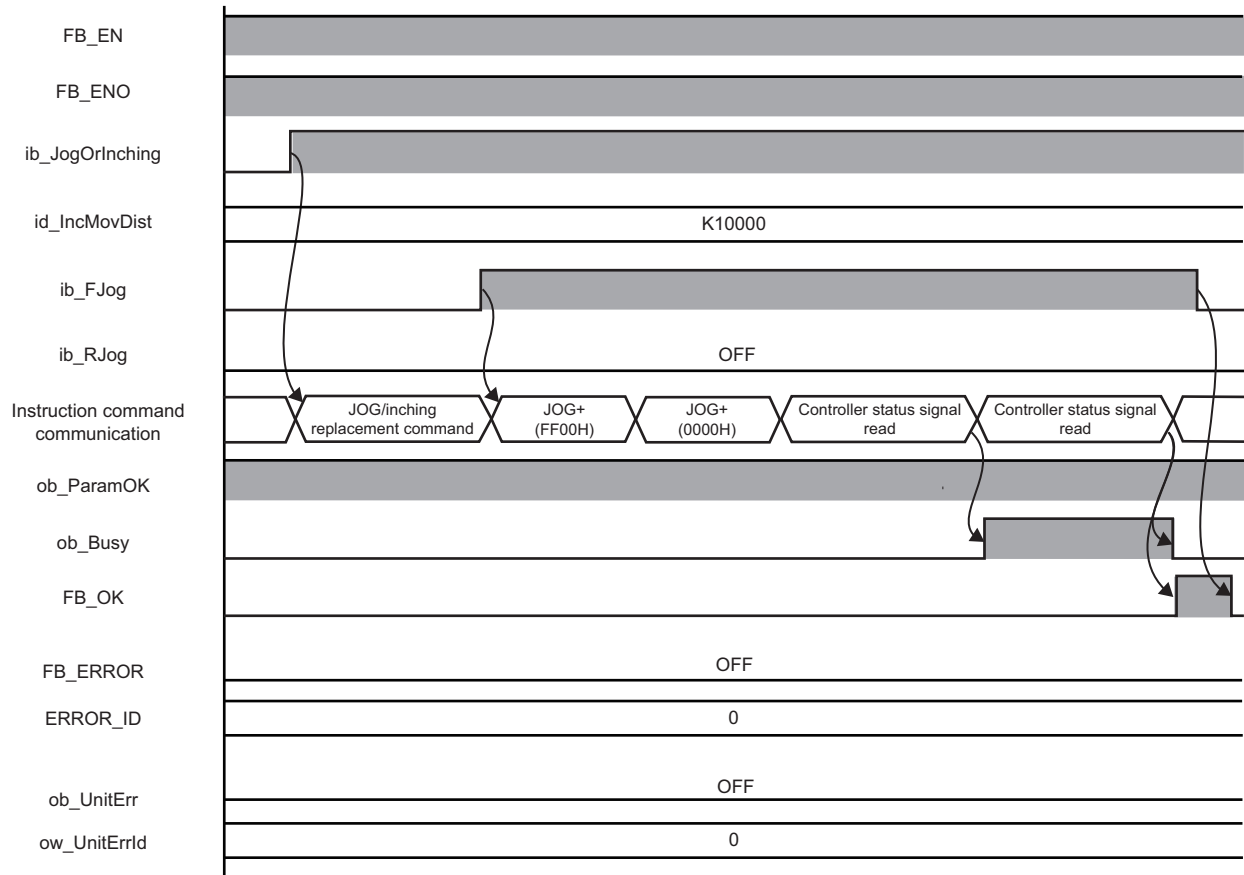 FB_EN
FB_ENO
ib_JogOrInching
id_IncMovDist
K10000
ib_FJog
ib_RJog
OFF
Instruction command
communication
JOG/inching
replacement command
JOG+
(FF00H)
JOG+
(0000H)
Controller status signal
read
Controller status signal
read
ob_ParamOK
ob_Busy
FB_OK
FB_ERROR
OFF
ERROR_ID
0
ob_UnitErr
OFF
ow_UnitErrId
0